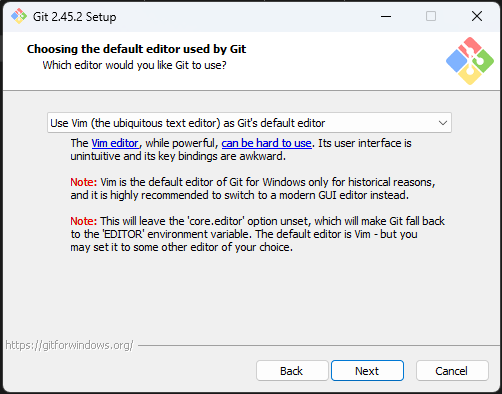 Git 2.45.2 Setup
Choosing the default editor used by Git
Which editor would you like Git to use?
Use Vim (the ubiquitous text editor) as Git's default editor
The Vim editor, while powerful, can be hard to use. Its user interface is
unintuitive and its key bindings are awkward.
Note: Vim is the default editor of Git for Windows only for historical reasons,
and it is highly recommended to switch to a modern GUI editor instead.
Note: This will leave the 'core.editor' option unset, which will make Git fall back
to the 'EDITOR' environment variable. The default editor is Vim - but you
may set it to some other editor of your choice.
https://gitforwindows.org/
Back
Next
Cancel